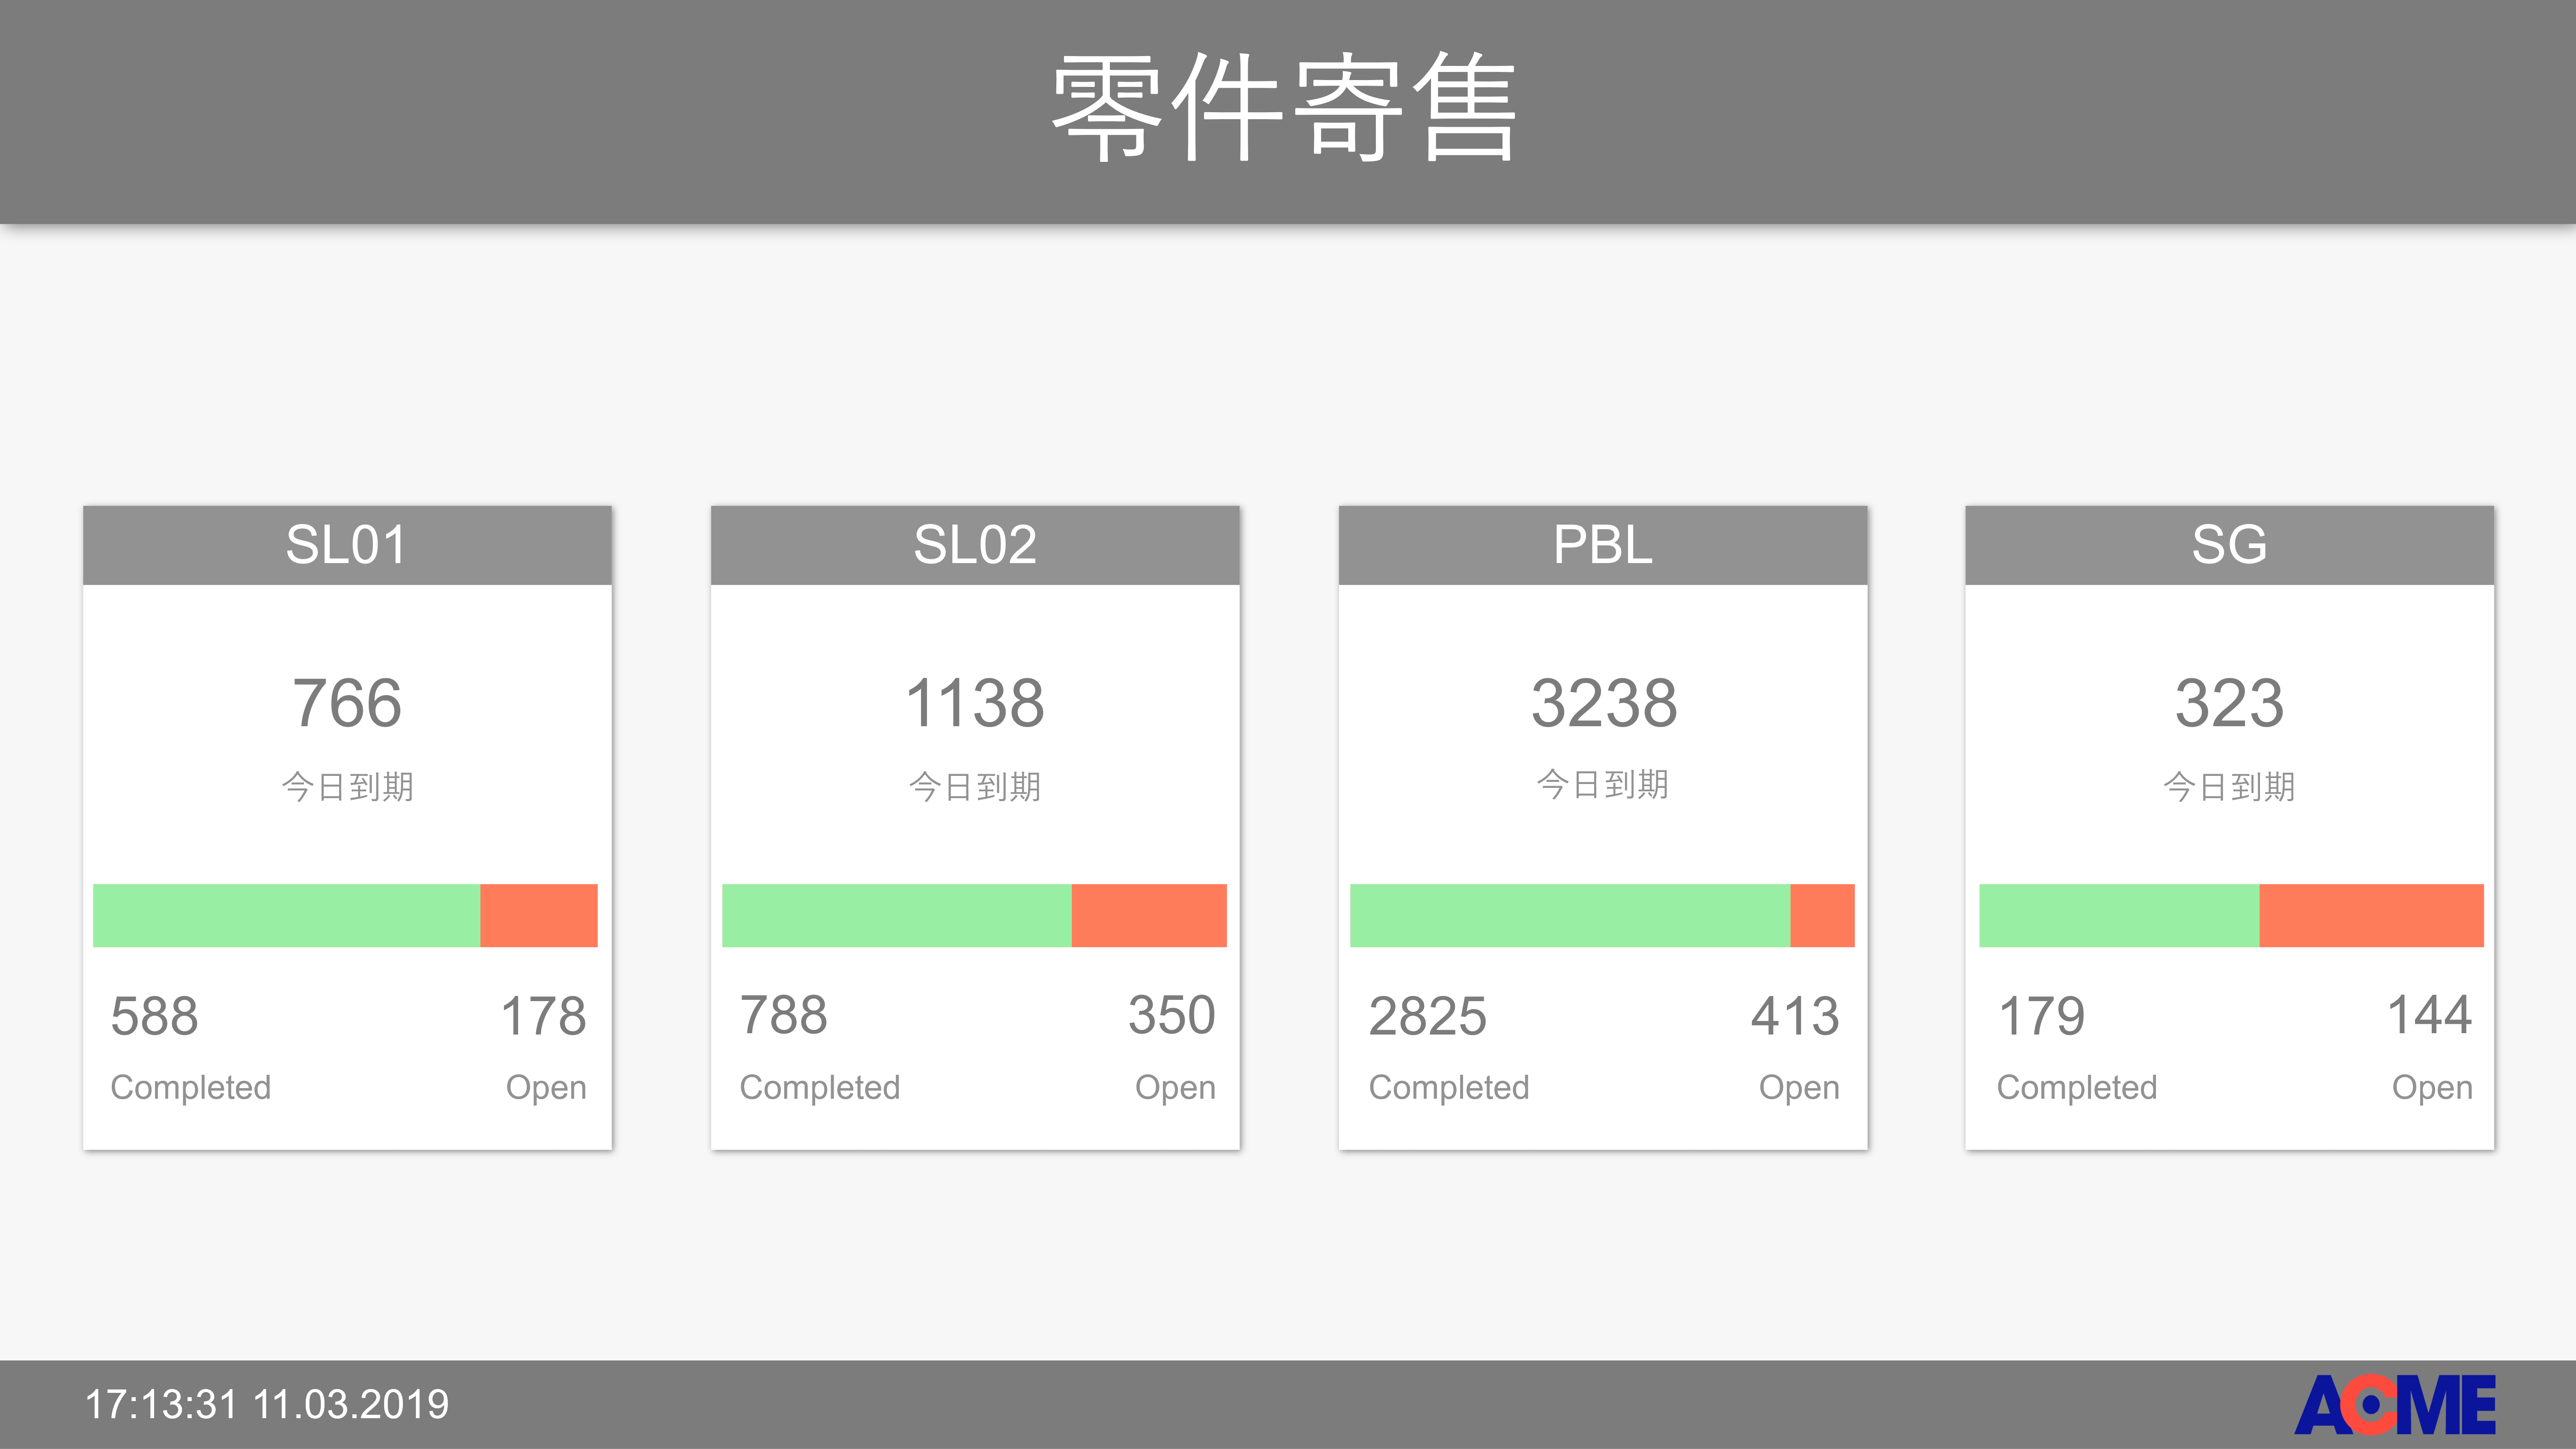 零件寄售
SL01
766
今日到期
588
178
Completed
Open
SL02
1138
今日到期
788
350
Completed
Open
PBL
3238
今日到期
2825
413
Completed
Open
SG
323
今日到期
179
144
Completed
Open
17:13:31 11.03.2019
ACME